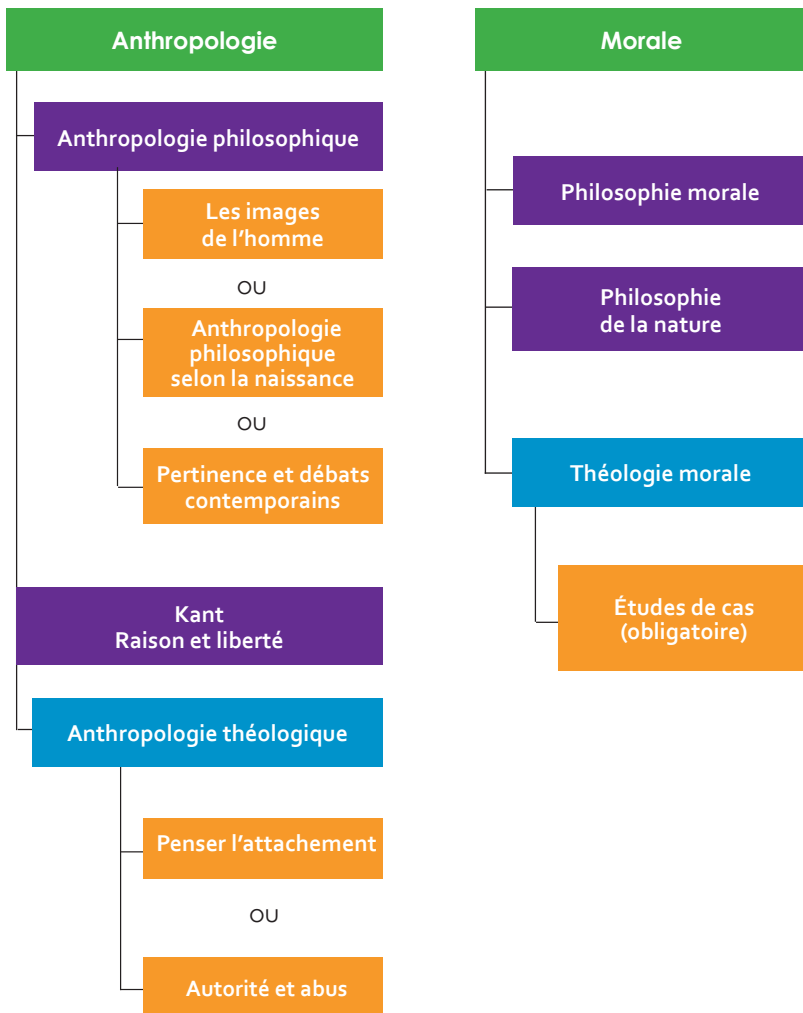 Anthropologie
Anthropologie philosophique
Les images
de l'homme
OU
Anthropologie
philosophique
selon la naissance
OU
Pertinence et débats
contemporains
Kant
Raison et liberté
Anthropologie théologique
Penser l'attachement
OU
Autorité et abus
Morale
Philosophie morale
Philosophie
de la nature
Théologie morale
Études de cas
(obligatoire)